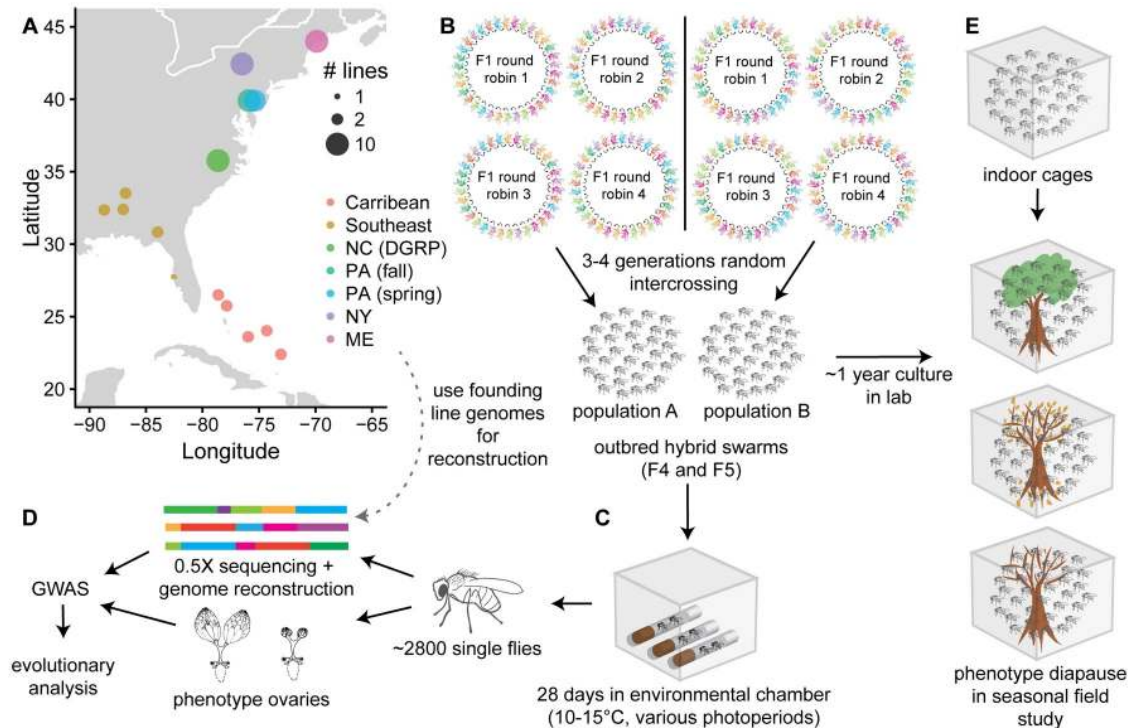 A
45
40
35
30
25
20
Latitude
−90
−85
−80
−75
−70
−65
Longitude
# lines
1
2
10
Carribean
Southeast
NC (DGRP)
PA (fall)
PA (spring)
NY
ME
use founding
line genomes
for
reconstruction
B
F1 round
robin 1
F1 round
robin 2
F1 round
robin 1
F1 round
robin 2
F1 round
robin 3
F1 round
robin 4
F1 round
robin 3
F1 round
robin 4
3-4 generations random
intercrossing
population A
population B
outbred hybrid swarms
(F4 and F5)
~1 year culture
in lab
C
28 days in environmental chamber
(10-15°C, various photoperiods)
~2800 single flies
D
0.5X sequencing +
genome reconstruction
GWAS
phenotype ovaries
evolutionary
analysis
E
indoor cages
phenotype diapause
in seasonal field
study